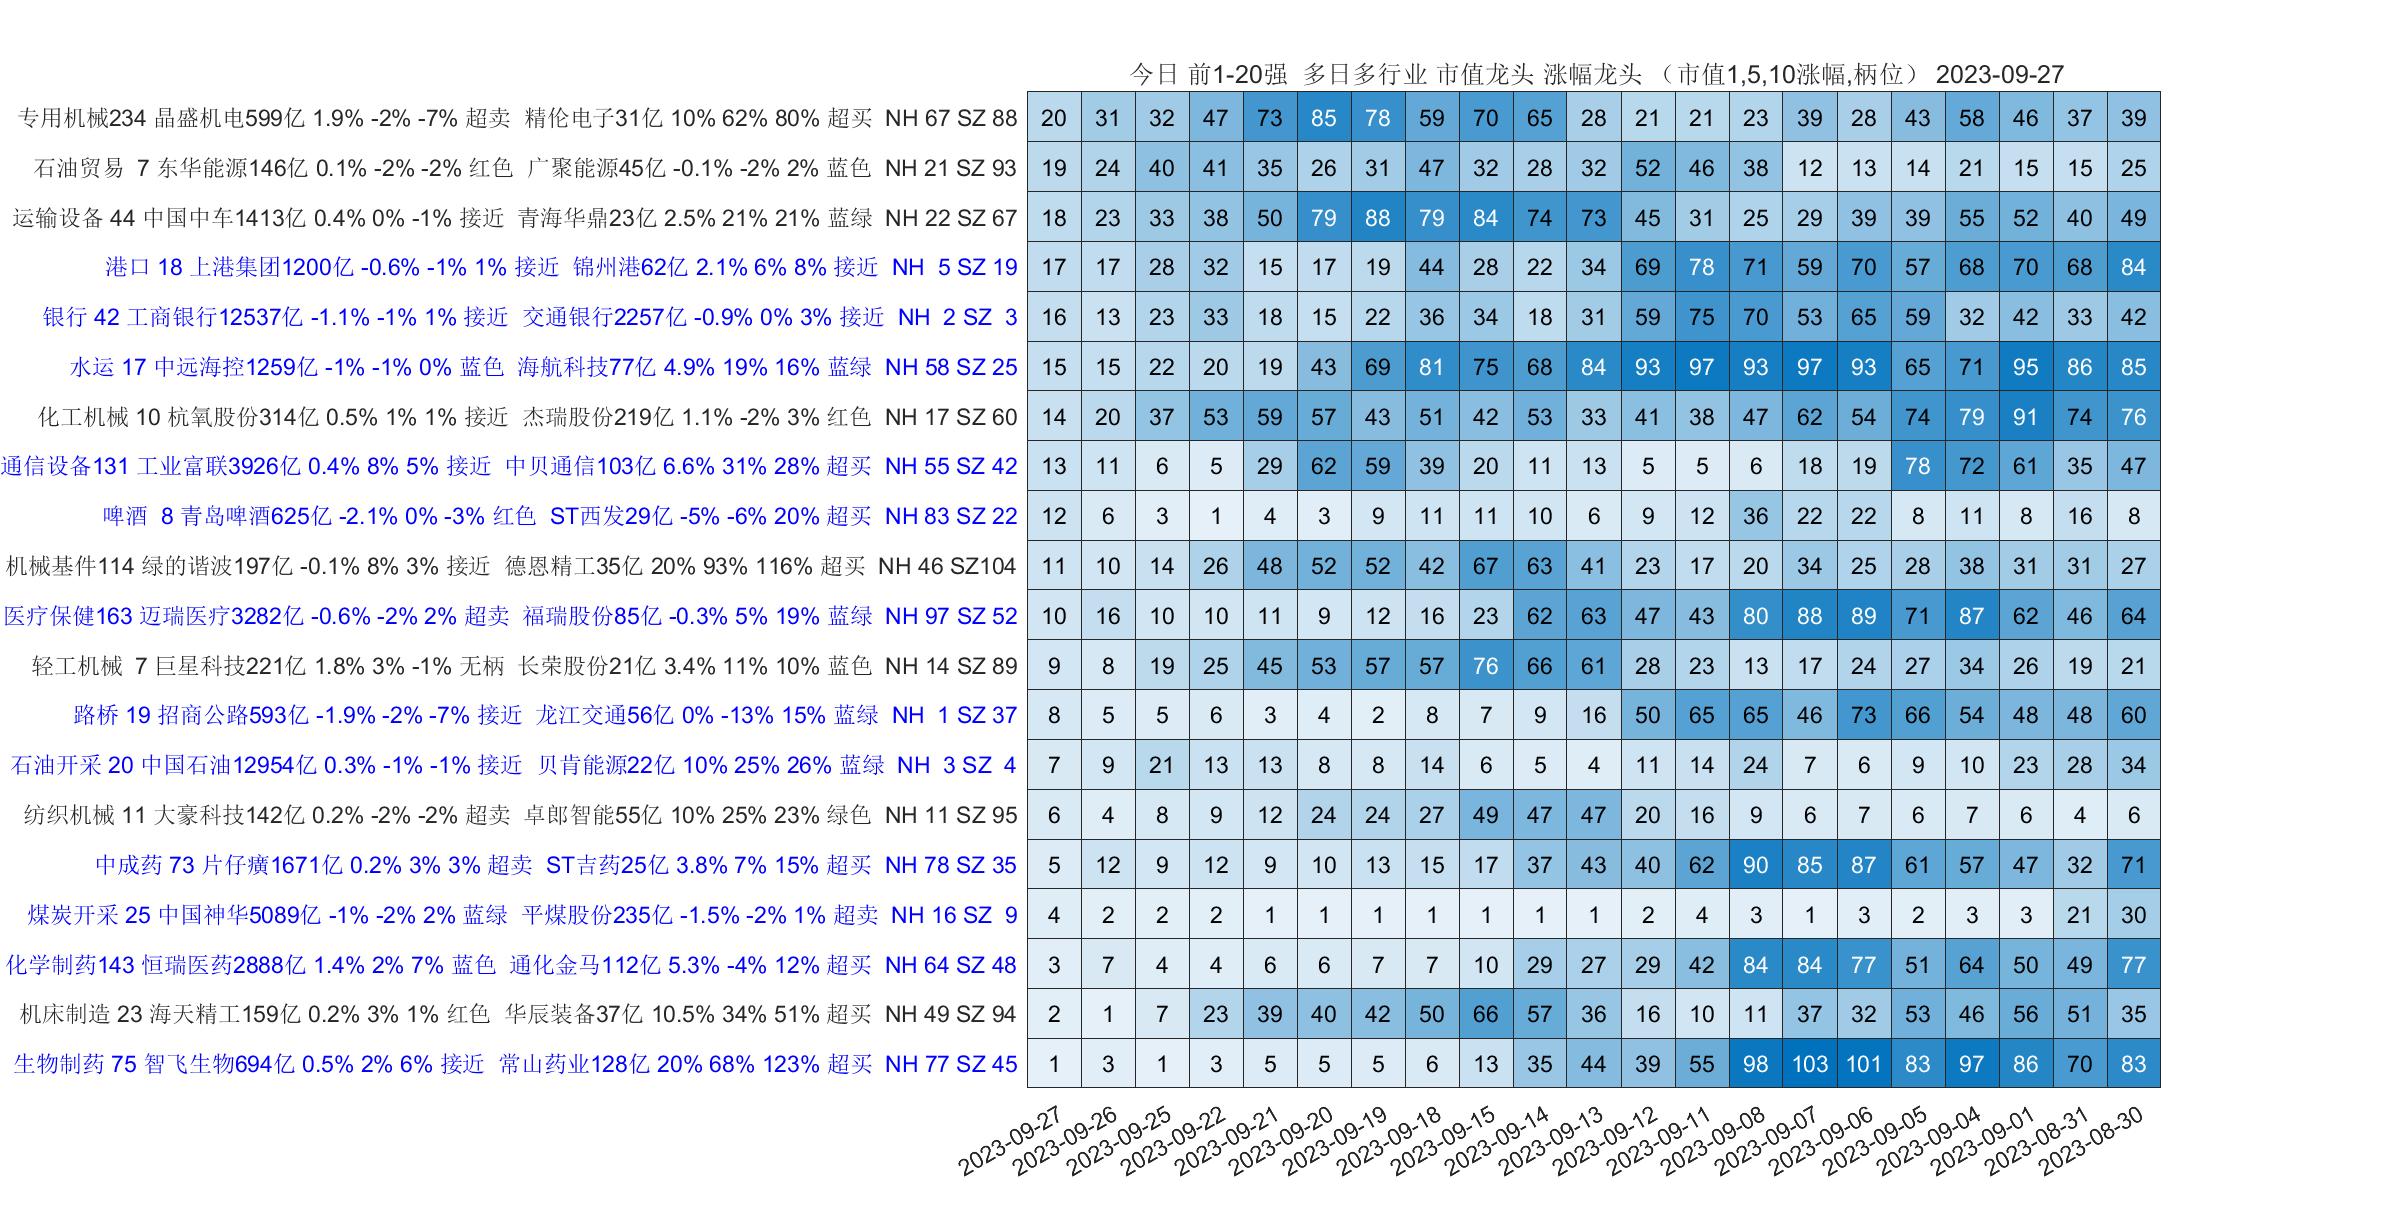 今日 前1-20强 多日多行业 市值龙头 涨幅龙头 （市值1,5,10涨幅,柄位） 2023-09-27
专用机械234 晶盛机电599亿 1.9% -2% -7% 超卖 精伦电子31亿 10% 62% 80% 超买 NH 67 SZ 88 20 31 32 47 73 85 78 59 70 65 28 21 21 23 39 28 43 58 46 37 39
石油贸易 7 东华能源146亿 0.1% -2% -2% 红色 广聚能源45亿 -0.1% -2% 2% 蓝色 NH 21 SZ 93 19 24 40 41 35 26 31 47 32 28 32 52 46 38 12 13 14 21 15 15 25
运输设备 44 中国中车1413亿 0.4% 0% -1% 接近 青海华鼎23亿 2.5% 21% 21% 蓝绿 NH 22 SZ 67 18 23 33 38 50 79 88 79 84 74 73 45 31 25 29 39 39 55 52 40 49
港口 18 上港集团1200亿 -0.6% -1% 1% 接近 锦州港62亿 2.1% 6% 8% 接近 NH 5 SZ 19 17 17 28 32 15 17 19 44 28 22 34 69 78 71 59 70 57 68 70 68 84
银行 42 工商银行12537亿 -1.1% -1% 1% 接近 交通银行2257亿 -0.9% 0% 3% 接近 NH 2 SZ 3 16 13 23 33 18 15 22 36 34 18 31 59 75 70 53 65 59 32 42 33 42
水运 17 中远海控1259亿 -1% -1% 0% 蓝色 海航科技77亿 4.9% 19% 16% 蓝绿 NH 58 SZ 25 15 15 22 20 19 43 69 81 75 68 84 93 97 93 97 93 65 71 95 86 85
化工机械 10 杭氧股份314亿 0.5% 1% 1% 接近 杰瑞股份219亿 1.1% -2% 3% 红色 NH 17 SZ 60 14 20 37 53 59 57 43 51 42 53 33 41 38 47 62 54 74 79 91 74 76
通信设备131 工业富联3926亿 0.4% 8% 5% 接近 中贝通信103亿 6.6% 31% 28% 超买 NH 55 SZ 42 13 11 6 5 29 62 59 39 20 11 13 5 5 6 18 19 78 72 61 35 47
啤酒 8 青岛啤酒625亿 -2.1% 0% -3% 红色 ST西发29亿 -5% -6% 20% 超买 NH 83 SZ 22 12 6 3 1 4 3 9 11 11 10 6 9 12 36 22 22 8 11 8 16 8
机械基件114 绿的谐波197亿 -0.1% 8% 3% 接近 德恩精工35亿 20% 93% 116% 超买 NH 46 SZ104 11 10 14 26 48 52 52 42 67 63 41 23 17 20 34 25 28 38 31 31 27
医疗保健163 迈瑞医疗3282亿 -0.6% -2% 2% 超卖 福瑞股份85亿 -0.3% 5% 19% 蓝绿 NH 97 SZ 52 10 16 10 10 11 9 12 16 23 62 63 47 43 80 88 89 71 87 62 46 64
轻工机械 7 巨星科技221亿 1.8% 3% -1% 无柄 长荣股份21亿 3.4% 11% 10% 蓝色 NH 14 SZ 89 9 8 19 25 45 53 57 57 76 66 61 28 23 13 17 24 27 34 26 19 21
路桥 19 招商公路593亿 -1.9% -2% -7% 接近 龙江交通56亿 0% -13% 15% 蓝绿 NH 1 SZ 37 8 5 5 6 3 4 2 8 7 9 16 50 65 65 46 73 66 54 48 48 60
石油开采 20 中国石油12954亿 0.3% -1% -1% 接近 贝肯能源22亿 10% 25% 26% 蓝绿 NH 3 SZ 4 7 9 21 13 13 8 8 14 6 5 4 11 14 24 7 6 9 10 23 28 34
纺织机械 11 大豪科技142亿 0.2% -2% -2% 超卖 卓郎智能55亿 10% 25% 23% 绿色 NH 11 SZ 95 6 4 8 9 12 24 24 27 49 47 47 20 16 9 6 7 6 7 6 4 6
中成药 73 片仔癀1671亿 0.2% 3% 3% 超卖 ST吉药25亿 3.8% 7% 15% 超买 NH 78 SZ 35 5 12 9 12 9 10 13 15 17 37 43 40 62 90 85 87 61 57 47 32 71
煤炭开采 25 中国神华5089亿 -1% -2% 2% 蓝绿 平煤股份235亿 -1.5% -2% 1% 超卖 NH 16 SZ 9 4 2 2 2 1 1 1 1 1 1 1 2 4 3 1 3 2 3 3 21 30
化学制药143 恒瑞医药2888亿 1.4% 2% 7% 蓝色 通化金马112亿 5.3% -4% 12% 超买 NH 64 SZ 48 3 7 4 4 6 6 7 7 10 29 27 29 42 84 84 77 51 64 50 49 77
机床制造 23 海天精工159亿 0.2% 3% 1% 红色 华辰装备37亿 10.5% 34% 51% 超买 NH 49 SZ 94 2 1 7 23 39 40 42 50 66 57 36 16 10 11 37 32 53 46 56 51 35
生物制药 75 智飞生物694亿 0.5% 2% 6% 接近 常山药业128亿 20% 68% 123% 超买 NH 77 SZ 45 1 3 1 3 5 5 5 6 13 35 44 39 55 98 103 101 83 97 86 70 83
2023-09-27 2023-09-26 2023-09-25 2023-09-22 2023-09-21 2023-09-20 2023-09-19 2023-09-18 2023-09-15 2023-09-14 2023-09-13 2023-09-12 2023-09-11 2023-09-08 2023-09-07 2023-09-06 2023-09-05 2023-09-04 2023-09-01 2023-08-31 2023-08-30